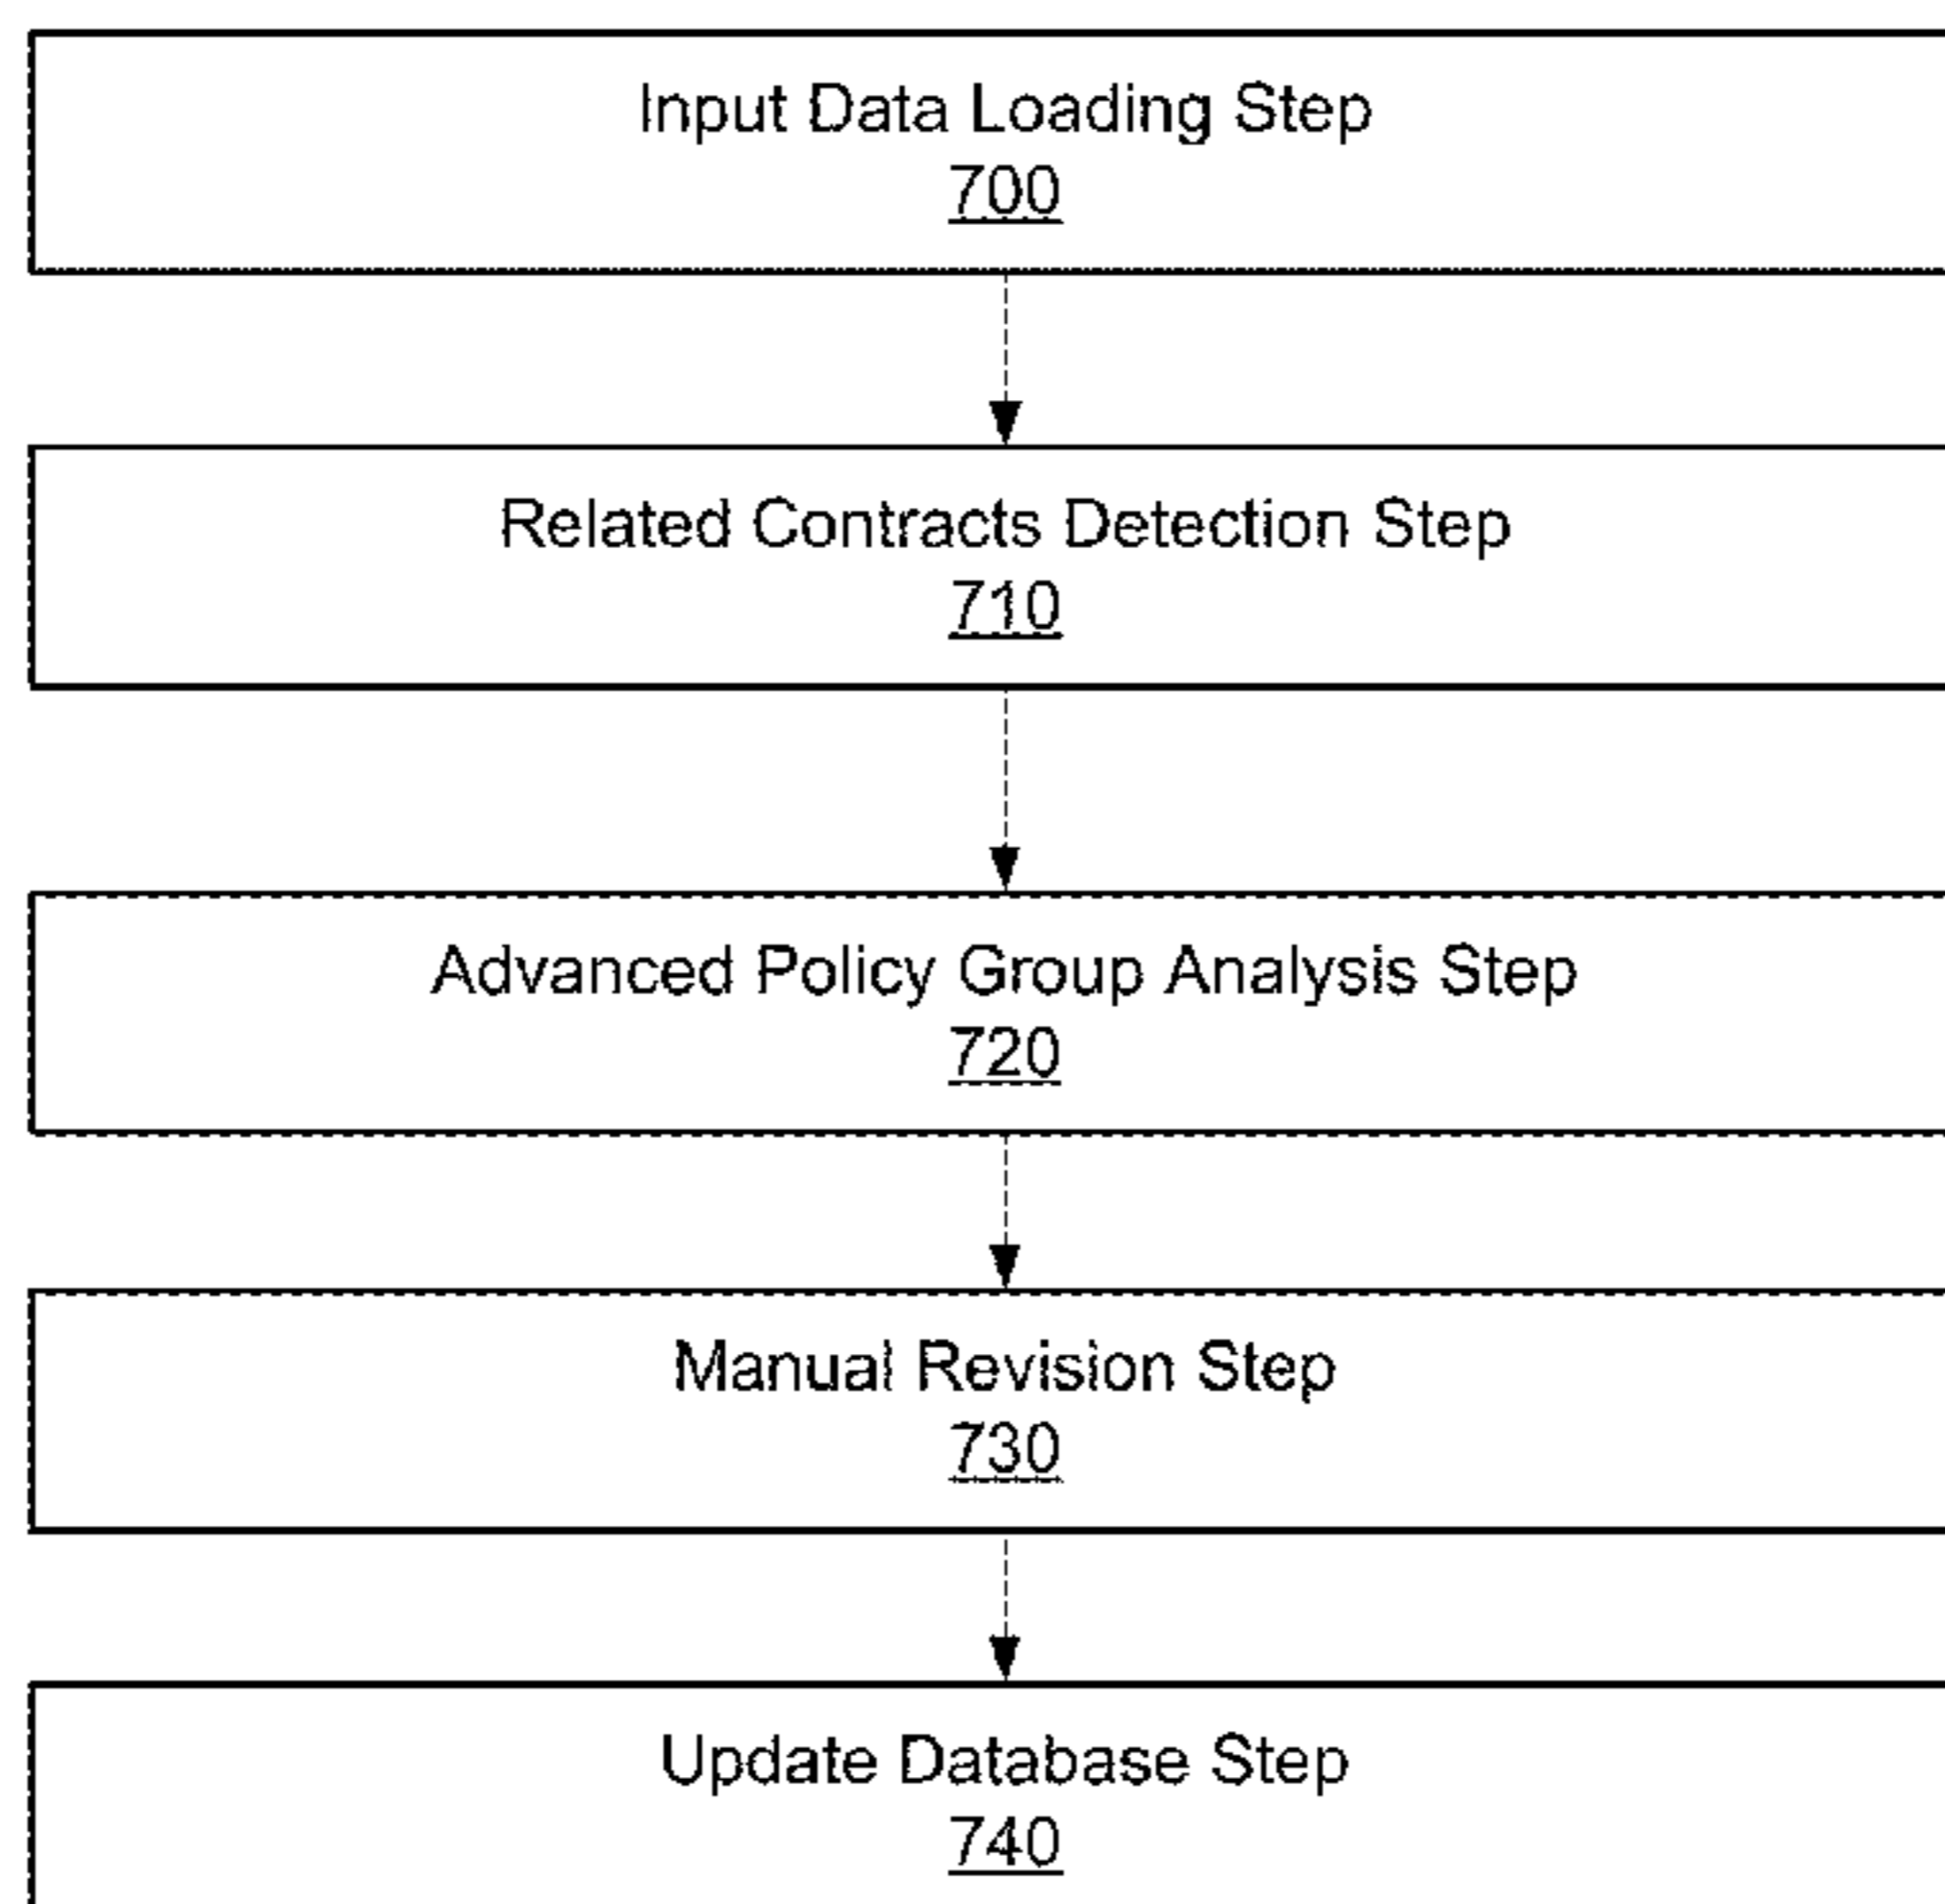 Input Data Loading Step
700
Related Contracts Detection Step
710
Advanced Policy Group Analysis Step
720
Manual Revision Step
730
Update Database Step
740